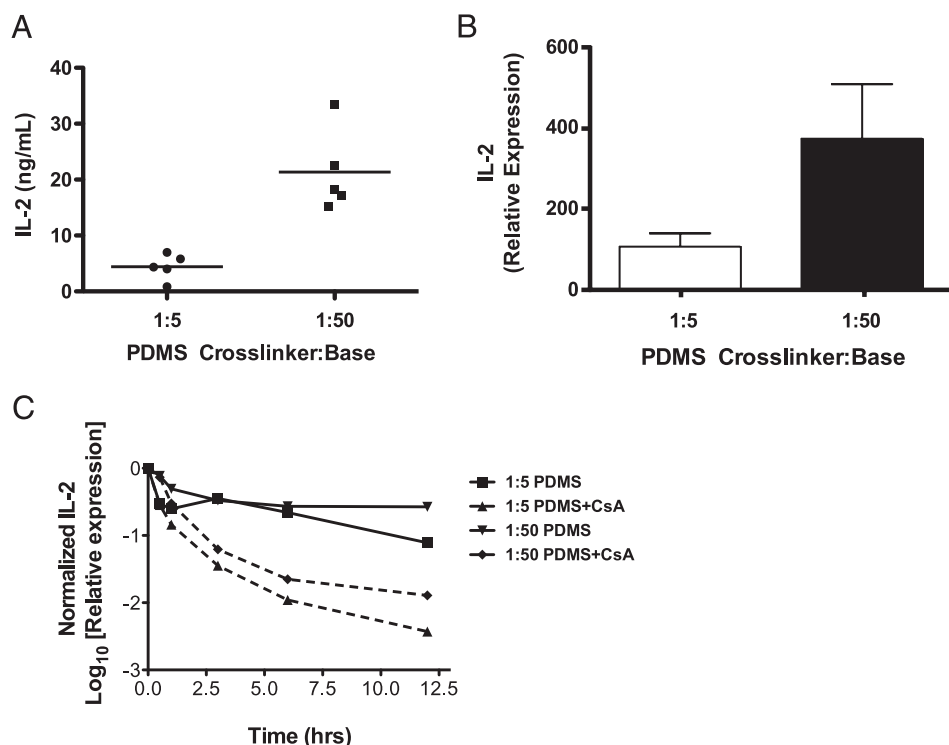 A
IL-2 (ng/mL)
40
30
20
10
0
1:5
1:50
PDMS Crosslinker:Base
B
IL-2
(Relative Expression)
600
400
200
0
1:5
1:50
PDMS Crosslinker:Base
C
Normalized IL-2
Log₁₀ [Relative expression]
0
-1
-2
-3
0.0
2.5
5.0
7.5
10.0
12.5
Time (hrs)
1:5 PDMS
1:5 PDMS+CsA
1:50 PDMS
1:50 PDMS+CsA